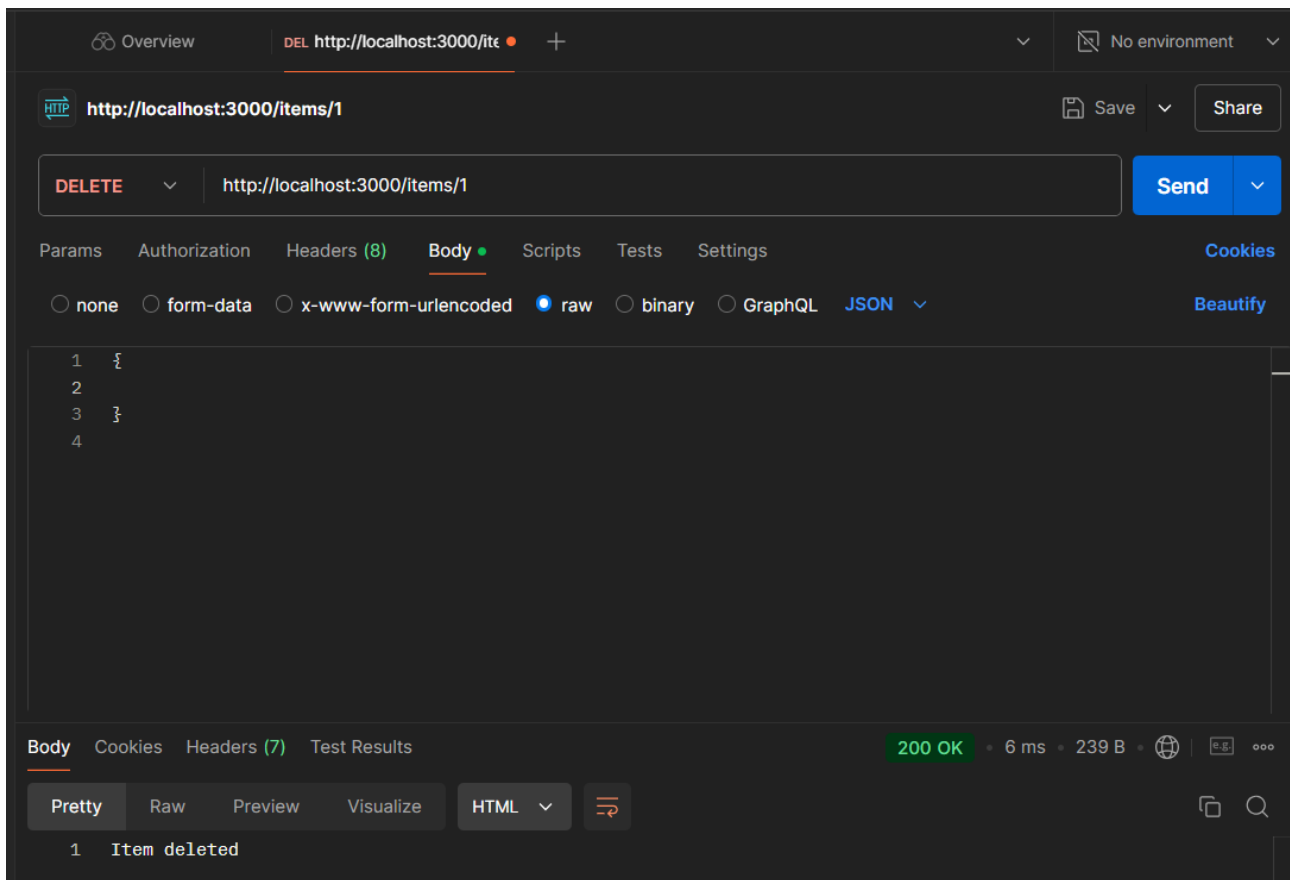 Overview
DEL http://localhost:3000/ite
No environment
HTTP http://localhost:3000/items/1
Save
Share
DELETE http://localhost:3000/items/1
Send
Params Authorization Headers (8) Body Scripts Tests Settings Cookies
none form-data x-www-form-urlencoded raw binary GraphQL JSON Beautify
1 {
2
3 }
4
Body Cookies Headers (7) Test Results 200 OK • 6 ms • 239 B • e.g.
Pretty Raw Preview Visualize HTML
1 Item deleted